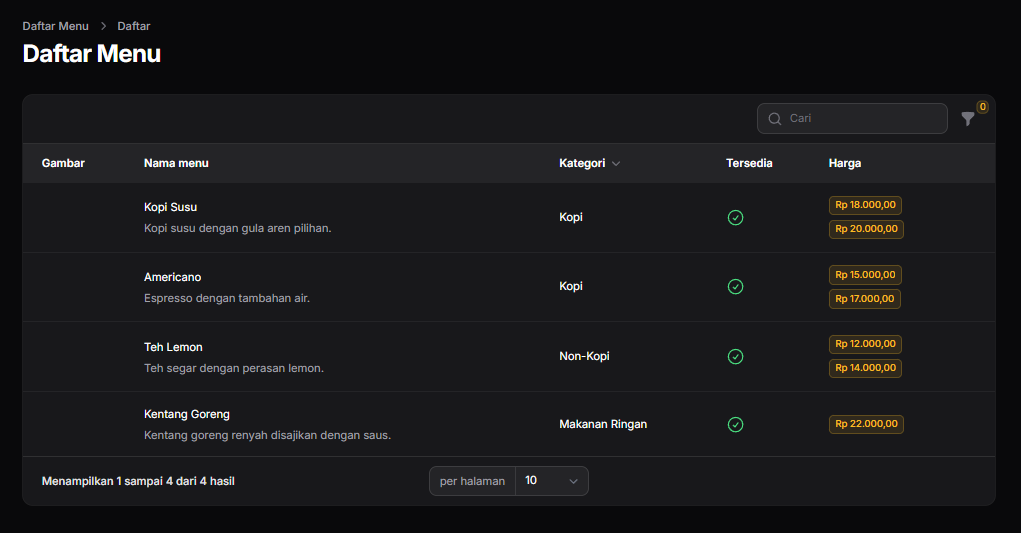 Daftar Menu > Daftar
Daftar Menu
Cari
0
Gambar Nama menu Kategori Tersedia Harga
Kopi Susu
Kopi susu dengan gula aren pilihan.
Kopi
Rp 18.000,00
Rp 20.000,00
Americano
Espresso dengan tambahan air.
Kopi
Rp 15.000,00
Rp 17.000,00
Teh Lemon
Teh segar dengan perasan lemon.
Non-Kopi
Rp 12.000,00
Rp 14.000,00
Kentang Goreng
Kentang goreng renyah disajikan dengan saus.
Makanan Ringan
Rp 22.000,00
Menampilkan 1 sampai 4 dari 4 hasil
per halaman 10